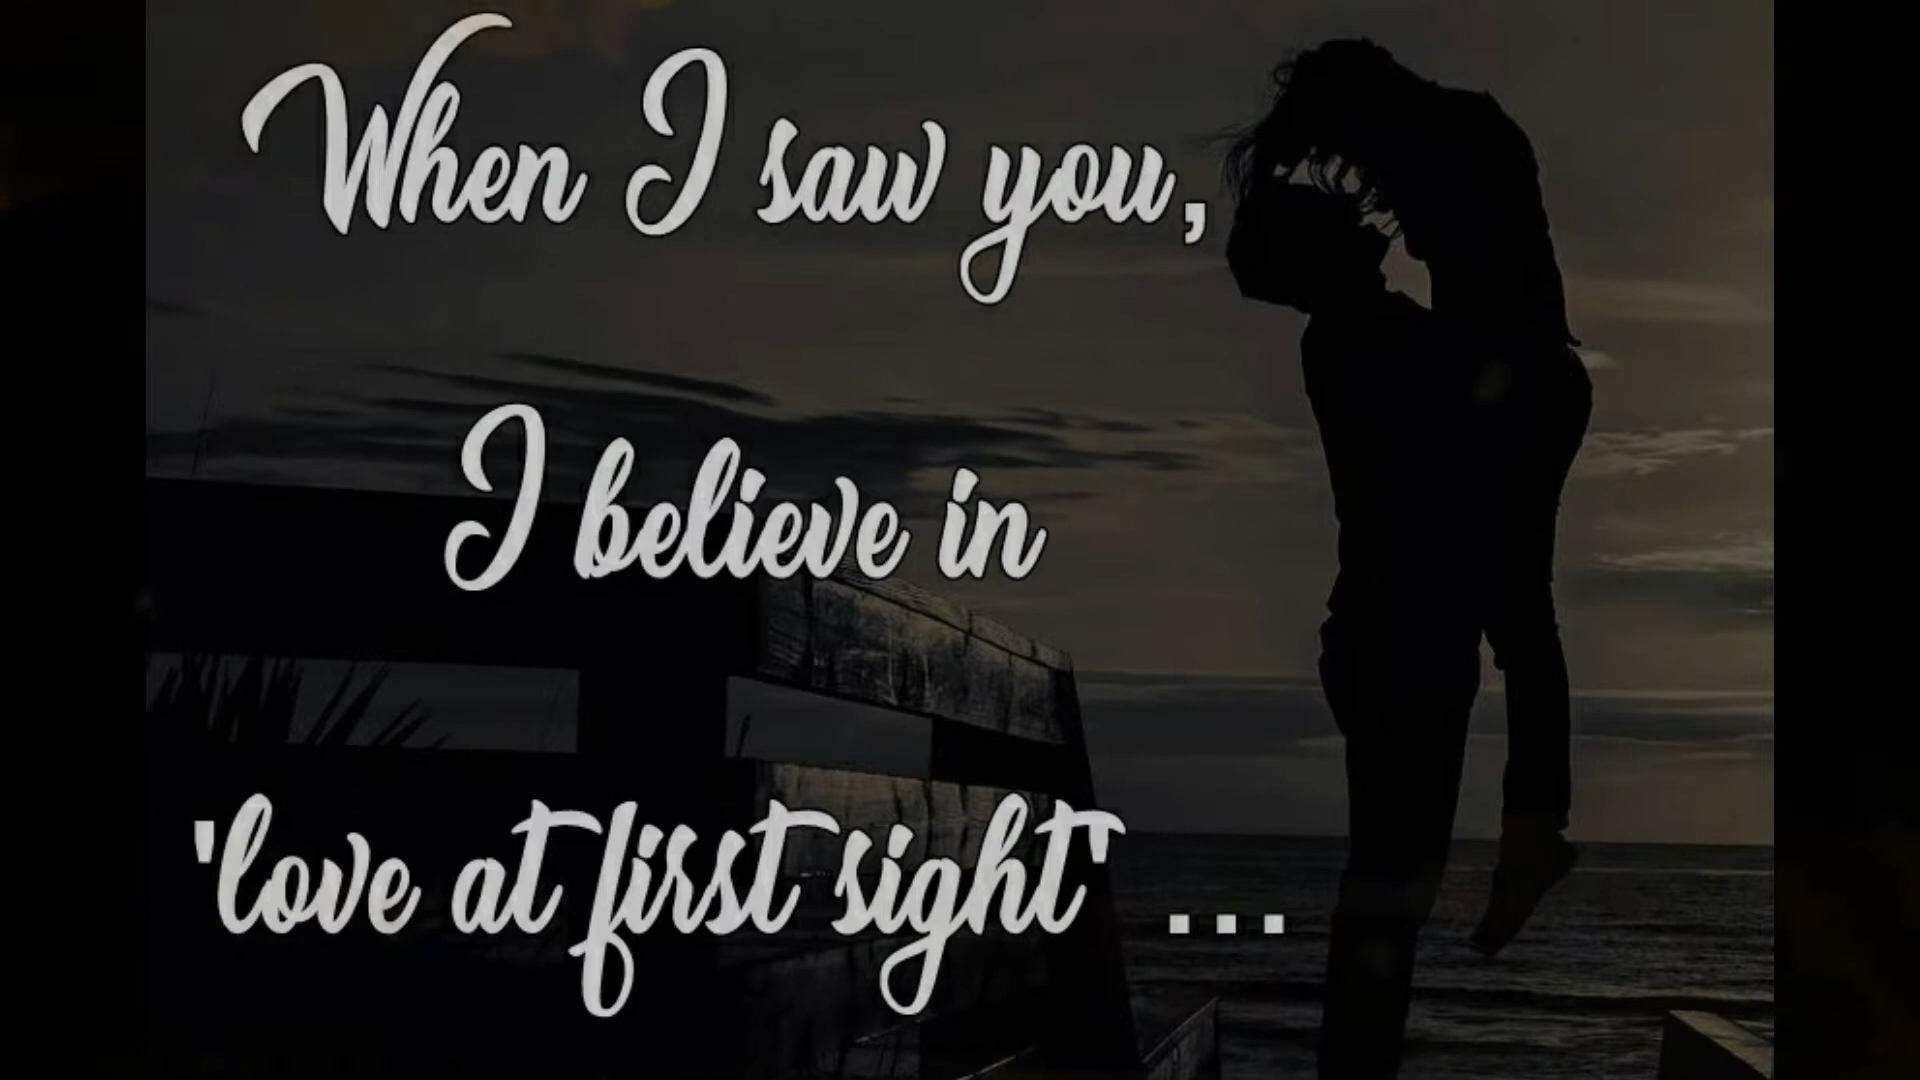 When I saw you,
I believe in
'love at first sight' ...